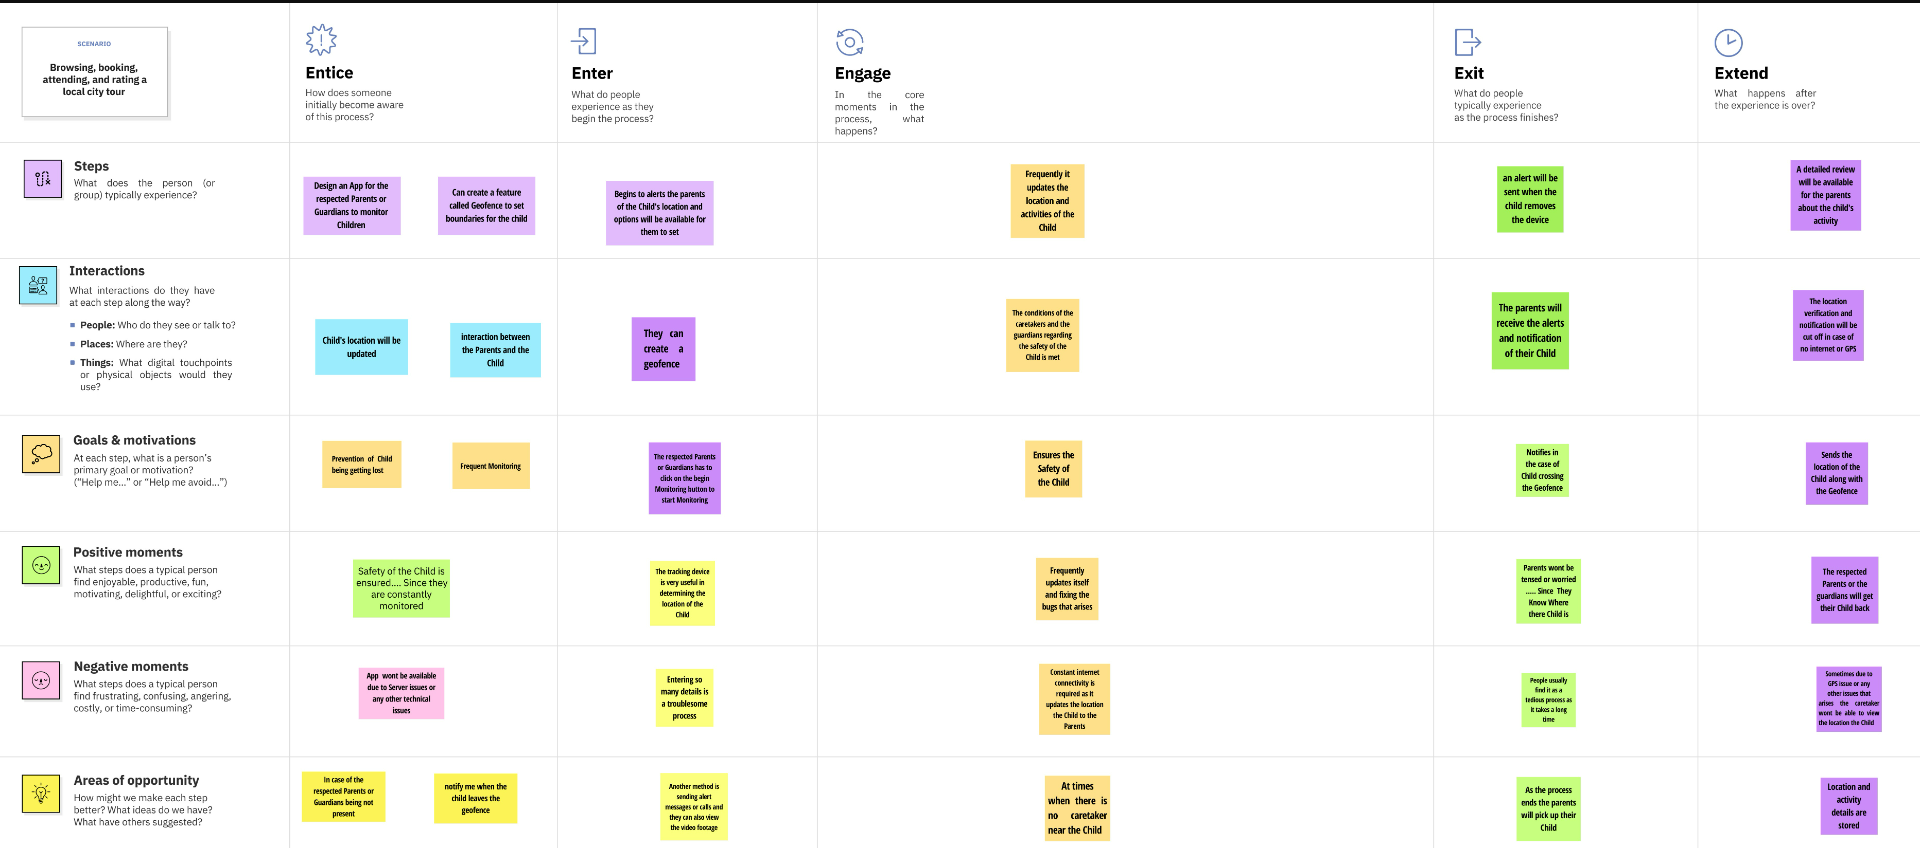 SCENARIO
Browsing, booking,
attending, and rating a
local city tour
Entice
How does someone
initially become aware
of this process?
Enter
What do people
experience as they
begin the process?
Engage
In the core
moments in the
process, what
happens?
Exit
What do people
typically experience
as the process finishes?
Extend
What happens after
the experience is over?
Steps
What does the person (or
group) typically experience?
Design an App for the
respected Parents or
Guardians to monitor
Children
Can create a feature
called Geofence to set
boundaries for the child
Begins to alerts the parents
of the Child's location and
options will be available for
them to set
Frequently it
updates the
location and
activities of the
Child
an alert will be
sent when the
child removes
the device
A detailed review
will be available
for the parents
about the child's
activity
Interactions
What interactions do they have
at each step along the way?
People: Who do they see or talk to?
Places: Where are they?
Things: What digital touchpoints
or physical objects would they
use?
Child's location will be
updated
interaction between
the Parents and the
Child
They can
create a
geofence
The conditions of the
caretakers and the
guardians regarding
the safety of the
Child is met
The parents will
receive the alerts
and notification
of their Child
The location
verification and
notification will be
cut off in case of
no internet or GPS
Goals & motivations
At each step, what is a person's
primary goal or motivation?
("Help me..." or "Help me avoid...")
Prevention of Child
being getting lost
Frequent Monitoring
The respected Parents
or Guardians has to
click on the begin
Monitoring button to
start Monitoring
Ensures the
Safety of
the Child
Notifies in
the case of
Child crossing
the Geofence
Sends the
location of the
Child along with
the Geofence
Positive moments
What steps does a typical person
find enjoyable, productive, fun,
motivating, delightful, or exciting?
Safety of the Child is
ensured.... Since they
are constantly
monitored
The tracking device
is very useful in
determining the
location of the
Child
Frequently
updates itself
and fixing the
bugs that arises
Parents wont be
tensed or worried
..... Since They
Know Where
there Child is
The respected
Parents or the
guardians will get
their Child back
Negative moments
What steps does a typical person
find frustrating, confusing, angering,
costly, or time-consuming?
App wont be available
due to Server issues or
any other technical
issues
Entering so
many details is
a troublesome
process
Constant internet
connectivity is
required as it
updates the location
the Child to the
Parents
People usually
find it as a
tedious process as
it takes a long
time
Sometimes due to
GPS issue or any
other issues that
arises the caretaker
wont be able to view
the location the Child
Areas of opportunity
How might we make each step
better? What ideas do we have?
What have others suggested?
In case of the
respected Parents or
Guardians being not
present
notify me when the
child leaves the
geofence
Another method is
sending alert
messages or calls and
they can also view
the video footage
At times
when there is
no caretaker
near the Child
As the process
ends the parents
will pick up their
Child
Location and
activity
details are
stored